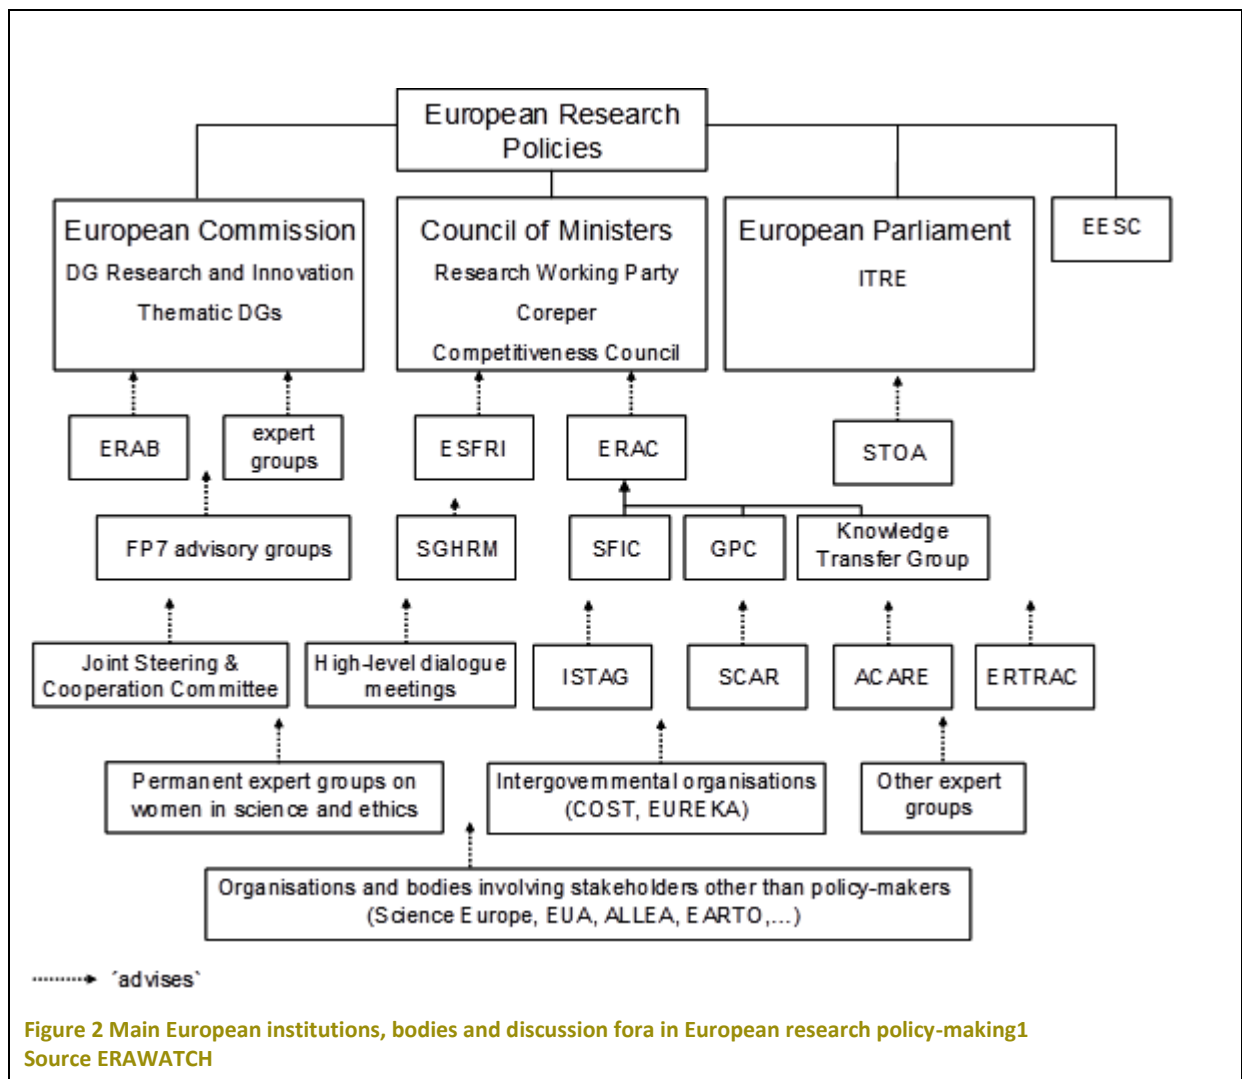 European Research
Policies
European Commission
DG Research and Innovation
Thematic DGs
Council of Ministers
Research Working Party
Coreper
Competitiveness Council
European Parliament
ITRE
EESC
ERAB
expert
groups
ESFRI
ERAC
STOA
FP7 advisory groups
SGHRM
SFIC
GPC
Knowledge
Transfer Group
Joint Steering &
Cooperation Committee
High-level dialogue
meetings
ISTAG
SCAR
ACARE
ERTRAC
Permanent expert groups on
women in science and ethics
Intergovernmental organisations
(COST, EUREKA)
Other expert
groups
Organisations and bodies involving stakeholders other than policy-makers
(Science Europe, EUA, ALLEA, EARTO,...)
´advises`
Figure 2 Main European institutions, bodies and discussion fora in European research policy-making1
Source ERAWATCH